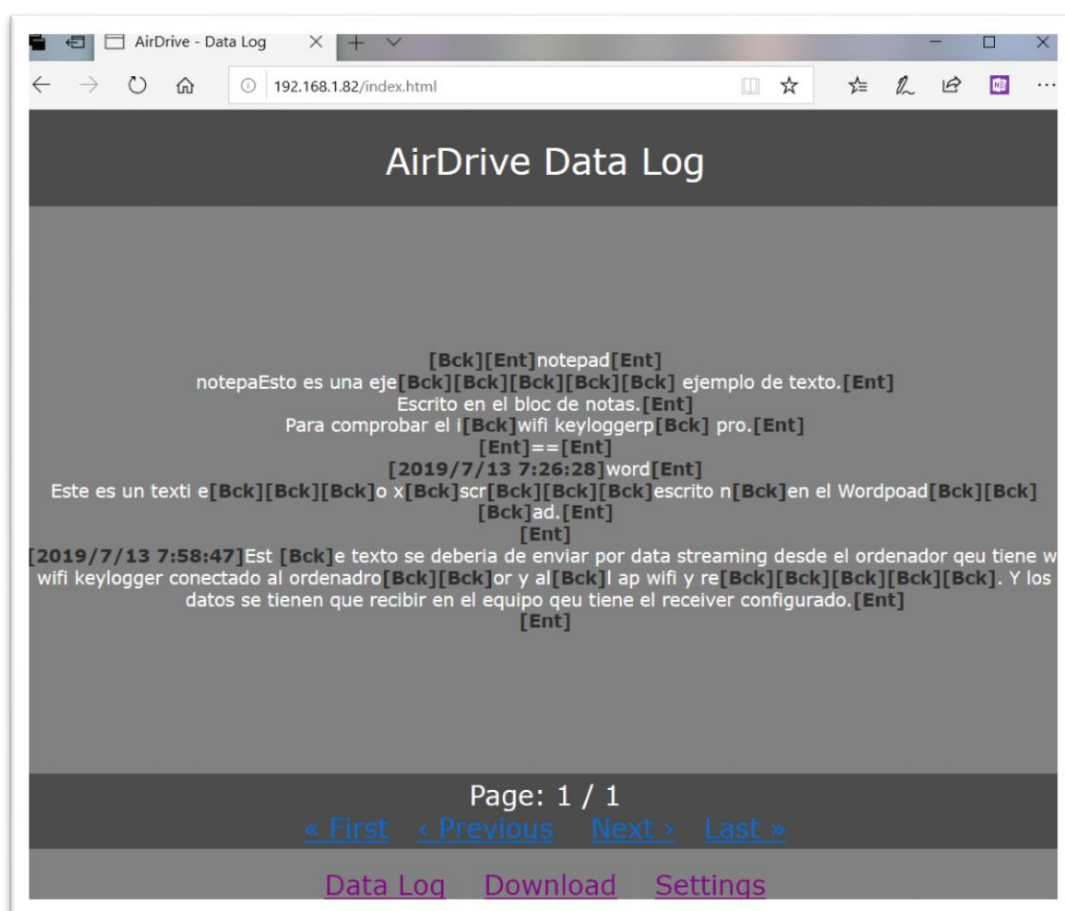 AirDrive - Data Log
192.168.1.82/index.html
AirDrive Data Log
[Bck][Ent]notepad[Ent]
notepaEsto es una eje[Bck][Bck][Bck][Bck][Bck] ejemplo de texto.[Ent]
Escrito en el bloc de notas.[Ent]
Para comprobar el i[Bck]wifi keyloggerp[Bck] pro.[Ent]
[Ent]==[Ent]
[2019/7/13 7:26:28]word[Ent]
Este es un texti e[Bck][Bck][Bck]o x[Bck]scr[Bck][Bck][Bck]escrito n[Bck]en el Wordpoad[Bck][Bck]
[Bck]ad.[Ent]
[Ent]
[2019/7/13 7:58:47]Est [Bck]e texto se deberia de enviar por data streaming desde el ordenador qeu tiene w
wifi keylogger conectado al ordenadro[Bck][Bck]or y al[Bck]l ap wifi y re[Bck][Bck][Bck][Bck][Bck]. Y los
datos se tienen que recibir en el equipo qeu tiene el receiver configurado.[Ent]
[Ent]
Page: 1 / 1
« First ‹ Previous Next › Last »
Data Log Download Settings